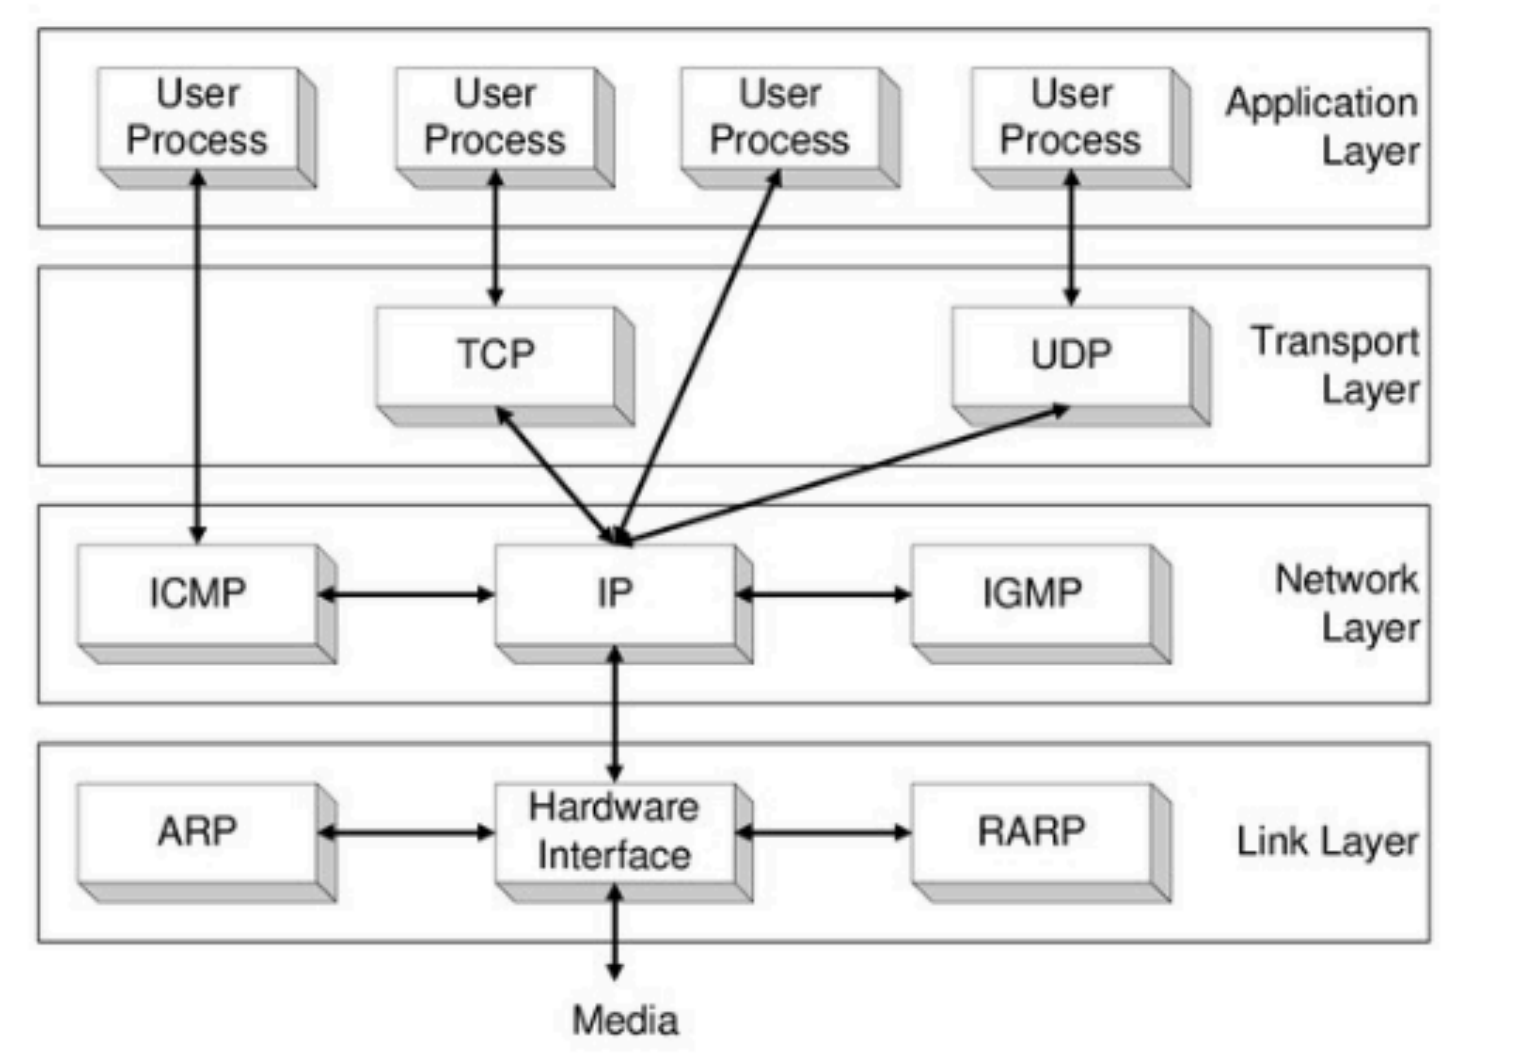 User
Process
User
Process
User
Process
User
Process
Application
Layer
TCP
UDP
Transport
Layer
ICMP
IP
IGMP
Network
Layer
ARP
Hardware
Interface
RARP
Link Layer
Media